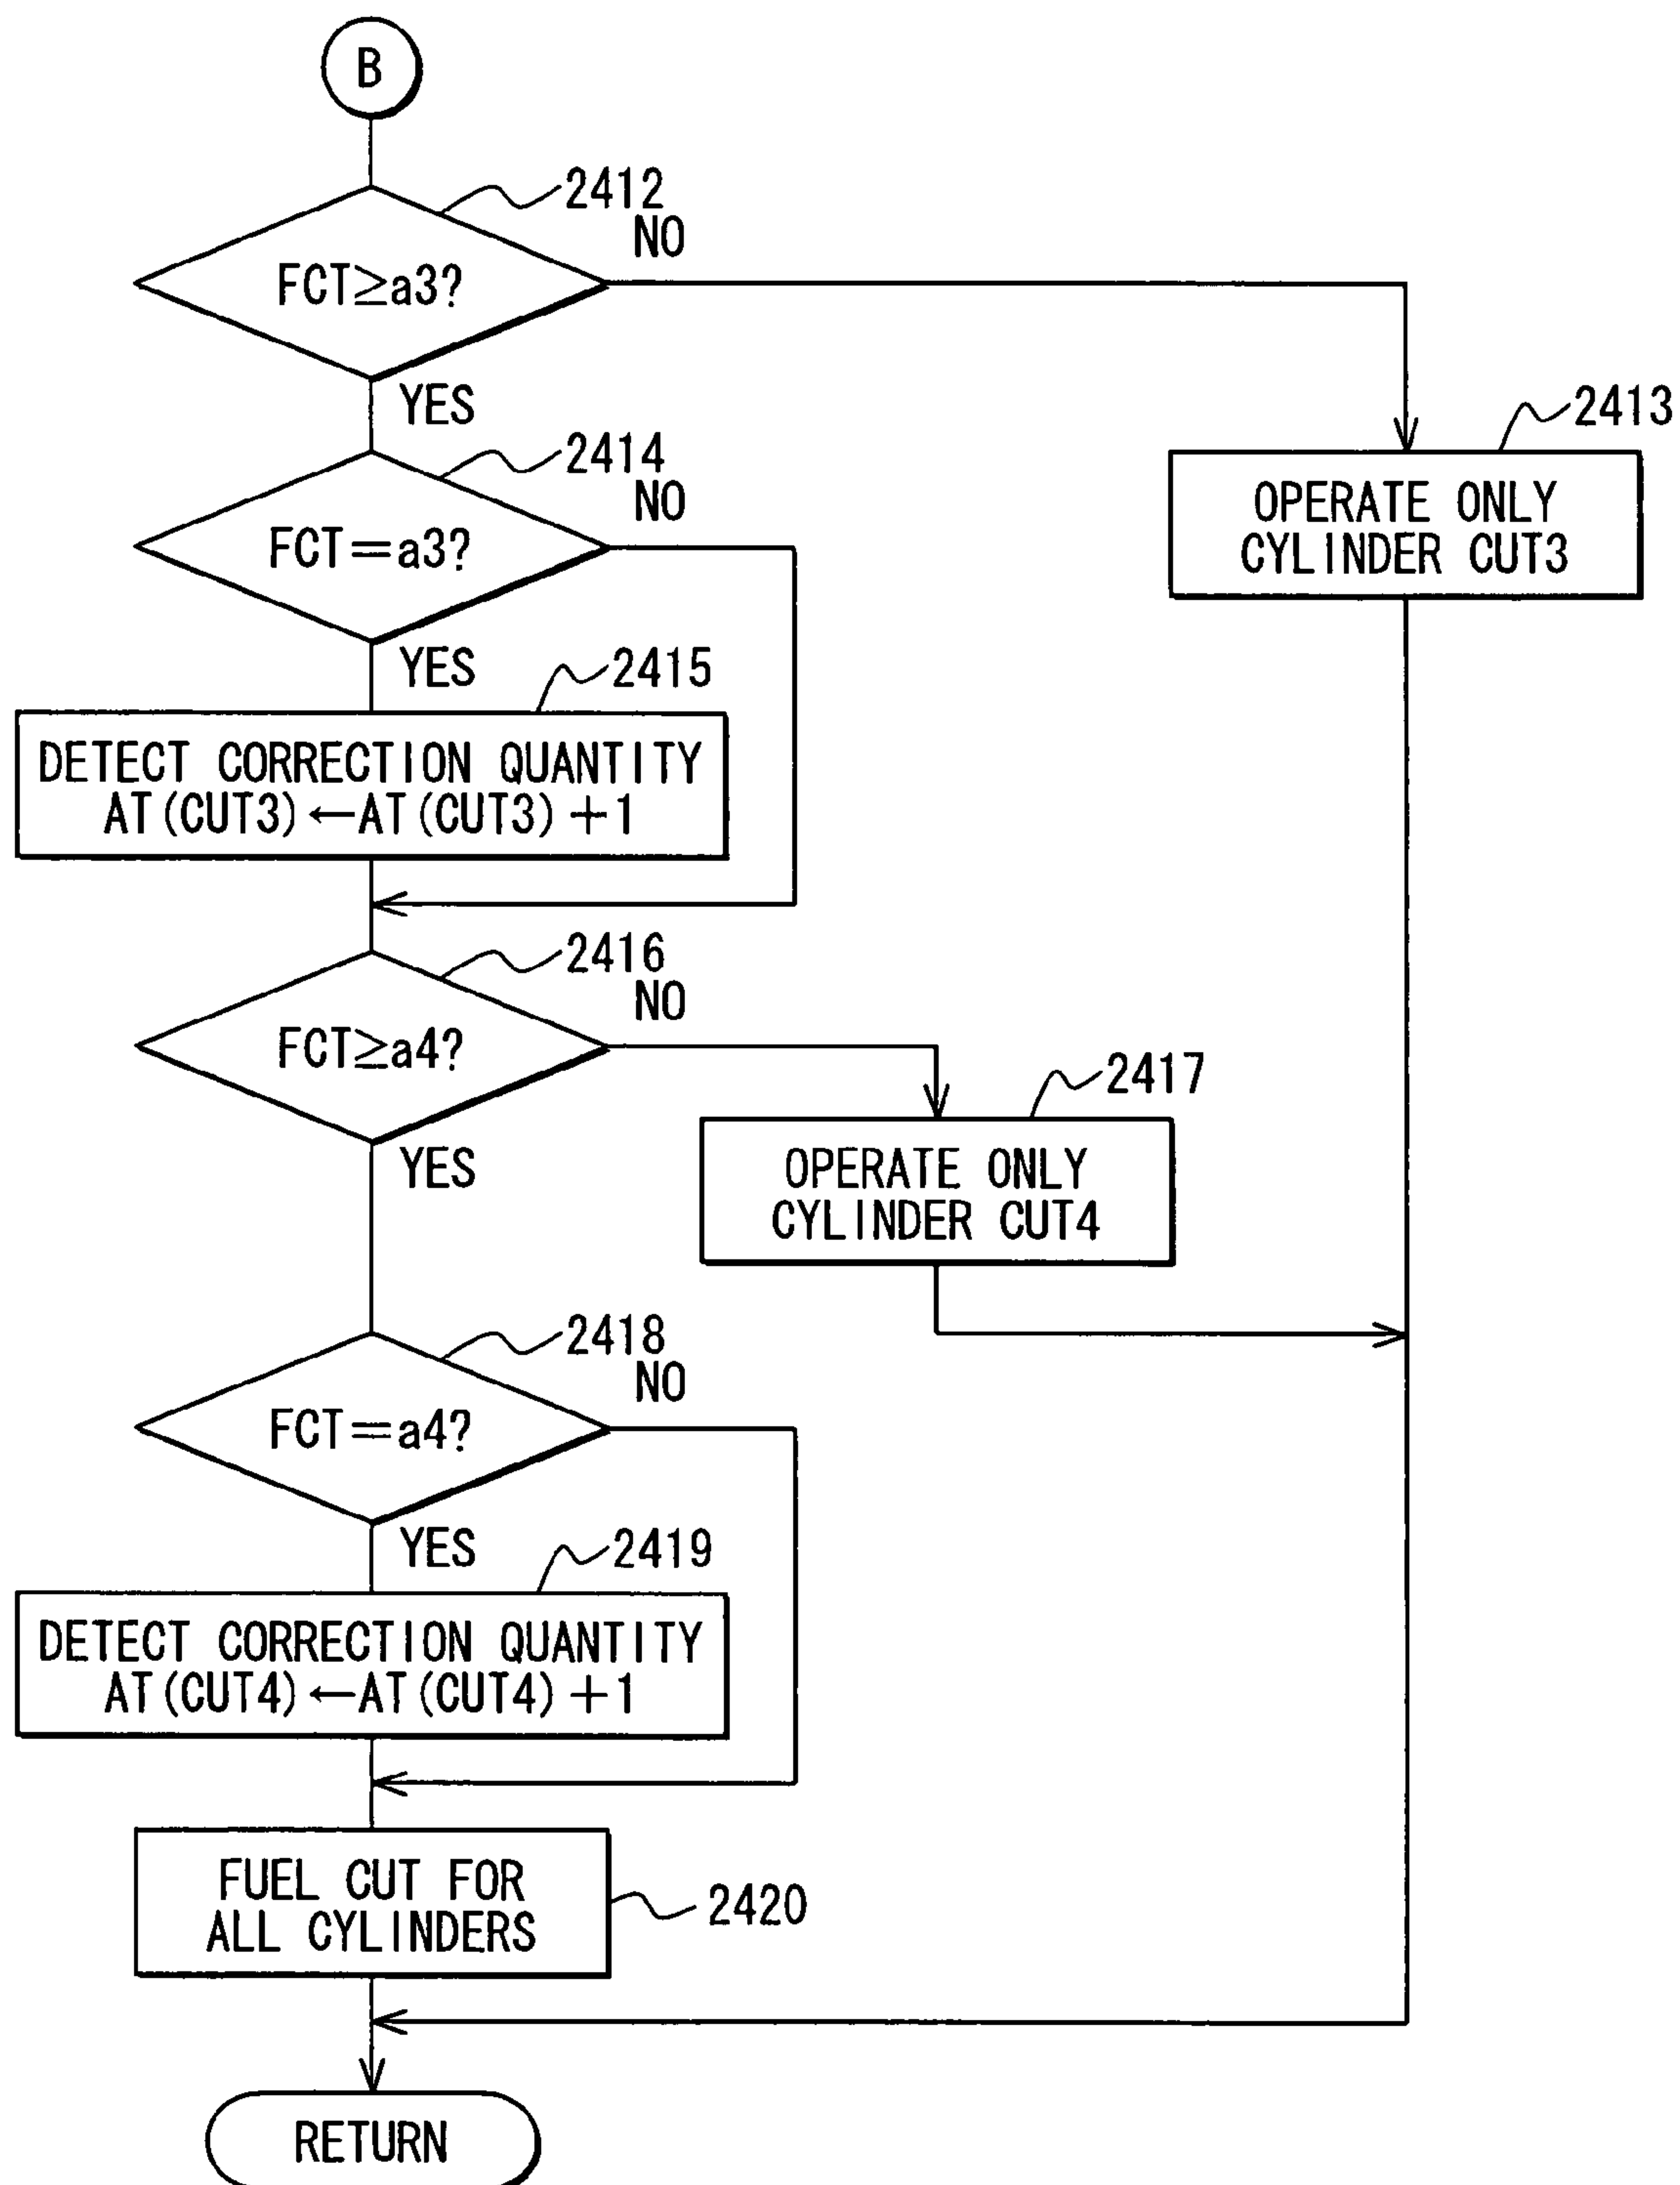 B
2412
NO
FCT≧a3?
YES
2413
OPERATE ONLY
CYLINDER CUT3
2414
NO
FCT=a3?
YES
2415
DETECT CORRECTION QUANTITY
AT(CUT3)←AT(CUT3)+1
2416
NO
FCT≧a4?
YES
2417
OPERATE ONLY
CYLINDER CUT4
2418
NO
FCT=a4?
YES
2419
DETECT CORRECTION QUANTITY
AT(CUT4)←AT(CUT4)+1
FUEL CUT FOR
ALL CYLINDERS
2420
RETURN